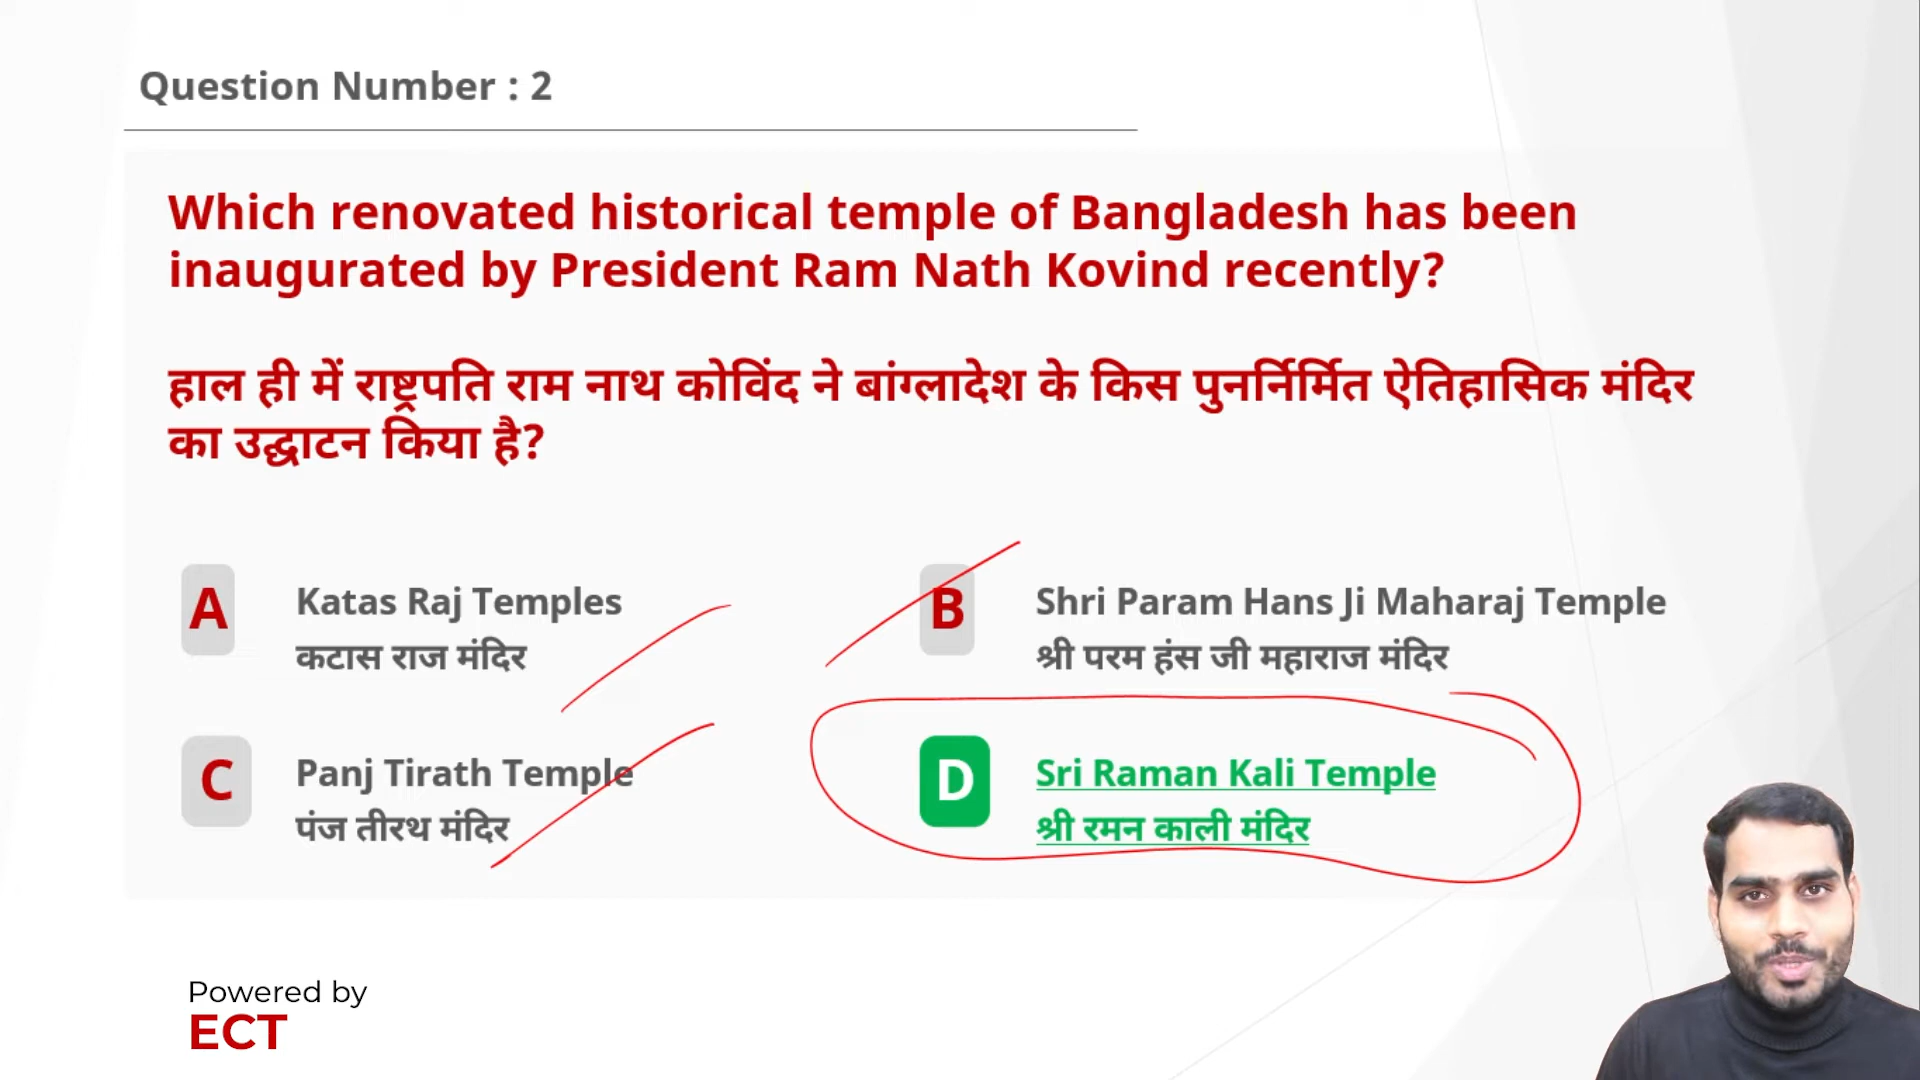 Question Number : 2
Which renovated historical temple of Bangladesh has been
inaugurated by President Ram Nath Kovind recently?
हाल ही में राष्ट्रपति राम नाथ कोविंद ने बांग्लादेश के किस पुनर्निर्मित ऐतिहासिक मंदिर
का उद्घाटन किया है?
A
Katas Raj Temples
कटास राज मंदिर
B
Shri Param Hans Ji Maharaj Temple
श्री परम हंस जी महाराज मंदिर
C
Panj Tirath Temple
पंज तीरथ मंदिर
D
Sri Raman Kali Temple
श्री रमन काली मंदिर
Powered by
ECT